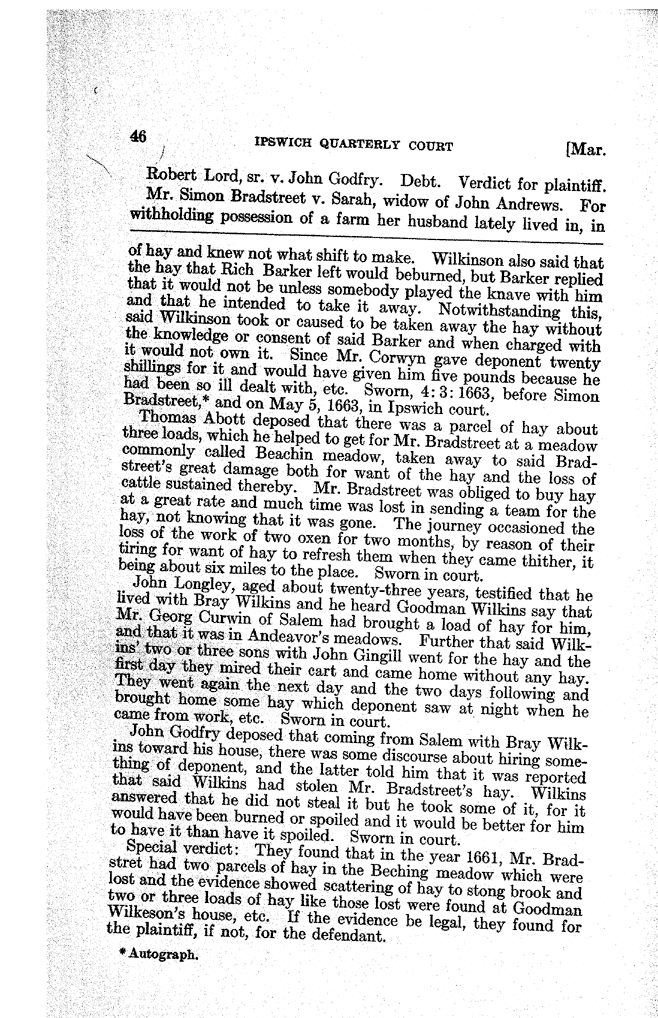 46
IPSWICH QUARTERLY COURT
[Mar.
Robert Lord, sr. v. John Godfry. Debt. Verdict for plaintiff.
Mr. Simon Bradstreet v. Sarah, widow of John Andrews. For
withholding possession of a farm her husband lately lived in, in
of hay and knew not what shift to make. Wilkinson also said that
the hay that Rich Barker left would beburned, but Barker replied
that it would not be unless somebody played the knave with him
and that he intended to take it away. Notwithstanding this,
said Wilkinson took or caused to be taken away the hay without
the knowledge or consent of said Barker and when charged with
it would not own it. Since Mr. Corwyn gave deponent twenty
shillings for it and would have given him five pounds because he
had been so ill dealt with, etc. Sworn, 4: 3: 1663, before Simon
Bradstreet,* and on May 5, 1663, in Ipswich court.
Thomas Abott deposed that there was a parcel of hay about
three loads, which he helped to get for Mr. Bradstreet at a meadow
commonly called Beachin meadow, taken away to said Brad-
street's great damage both for want of the hay and the loss of
cattle sustained thereby. Mr. Bradstreet was obliged to buy hay
at a great rate and much time was lost in sending a team for the
hay, not knowing that it was gone. The journey occasioned the
loss of the work of two oxen for two months, by reason of their
tiring for want of hay to refresh them when they came thither, it
being about six miles to the place. Sworn in court.
John Longley, aged about twenty-three years, testified that he
lived with Bray Wilkins and he heard Goodman Wilkins say that
Mr. Georg Curwin of Salem had brought a load of hay for him,
and that it was in Andeavor's meadows. Further that said Wilk-
ins' two or three sons with John Gingill went for the hay and the
first day they mired their cart and came home without any hay.
They went again the next day and the two days following and
brought home some hay which deponent saw at night when he
came from work, etc. Sworn in court.
John Godfry deposed that coming from Salem with Bray Wilk-
ins toward his house, there was some discourse about hiring some-
thing of deponent, and the latter told him that it was reported
that said Wilkins had stolen Mr. Bradstreet's hay. Wilkins
answered that he did not steal it but he took some of it, for it
would have been burned or spoiled and it would be better for him
to have it than have it spoiled. Sworn in court.
Special verdict: They found that in the year 1661, Mr. Brad-
stret had two parcels of hay in the Beching meadow which were
lost and the evidence showed scattering of hay to stong brook and
two or three loads of hay like those lost were found at Goodman
Wilkeson's house, etc. If the evidence be legal, they found for
the plaintiff, if not, for the defendant.
* Autograph.